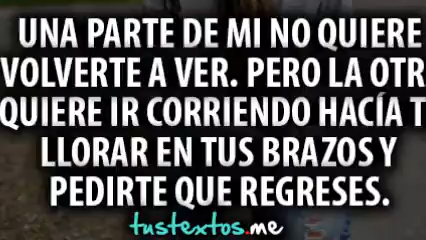 UNA PARTE DE MI NO QUIERE
VOLVERTE A VER. PERO LA OTR
QUIERE IR CORRIENDO HACÍA T
LLORAR EN TUS BRAZOS Y
PEDIRTE QUE REGRESES.
tustextos.me